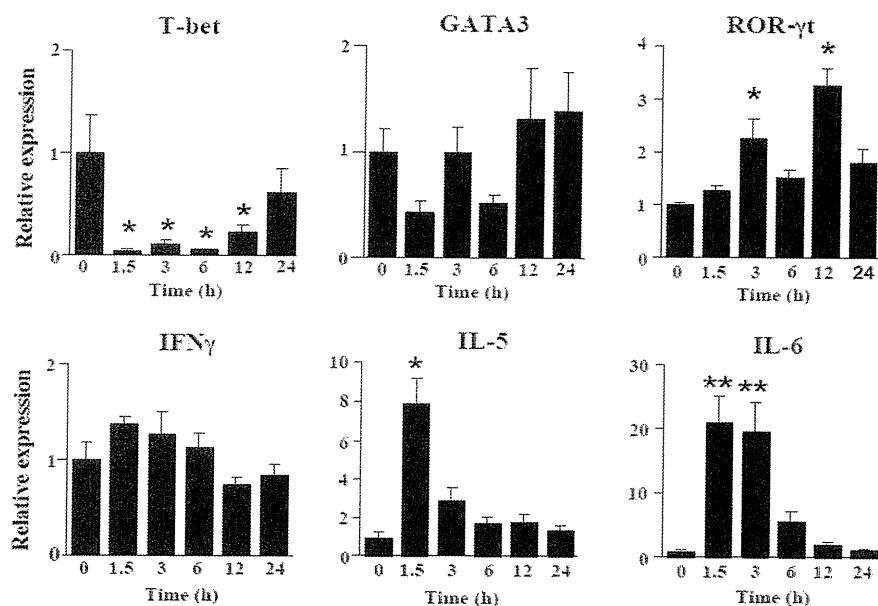 T-bet GATA3 ROR-γt
Relative expression
2
1
0
0 1.5 3 6 12 24
Time (h)
* * * *
2
1
0
0 1.5 3 6 12 24
Time (h)
4
3
2
1
0
0 1.5 3 6 12 24
Time (h)
* *
IFNγ IL-5 IL-6
Relative expression
2
1
0
0 1.5 3 6 12 24
Time (h)
10
8
6
4
2
0
0 1.5 3 6 12 24
Time (h)
*
30
20
10
0
0 1.5 3 6 12 24
Time (h)
** **